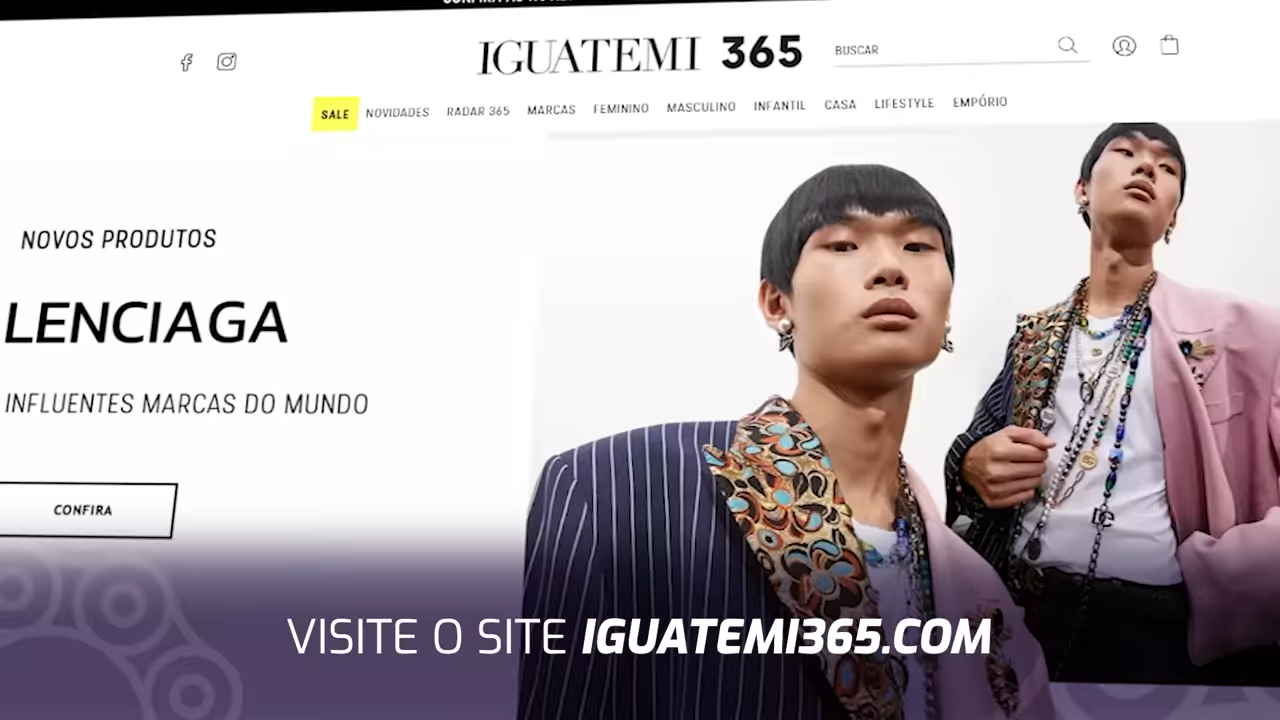 IGUATEMI 365
BUSCAR
SALE NOVIDADES RADAR 365 MARCAS FEMININO MASCULINO INFANTIL CASA LIFESTYLE EMPÓRIO
NOVOS PRODUTOS
LENCIAGA
INFLUENTES MARCAS DO MUNDO
CONFIRA
VISITE O SITE IGUATEMI365.COM